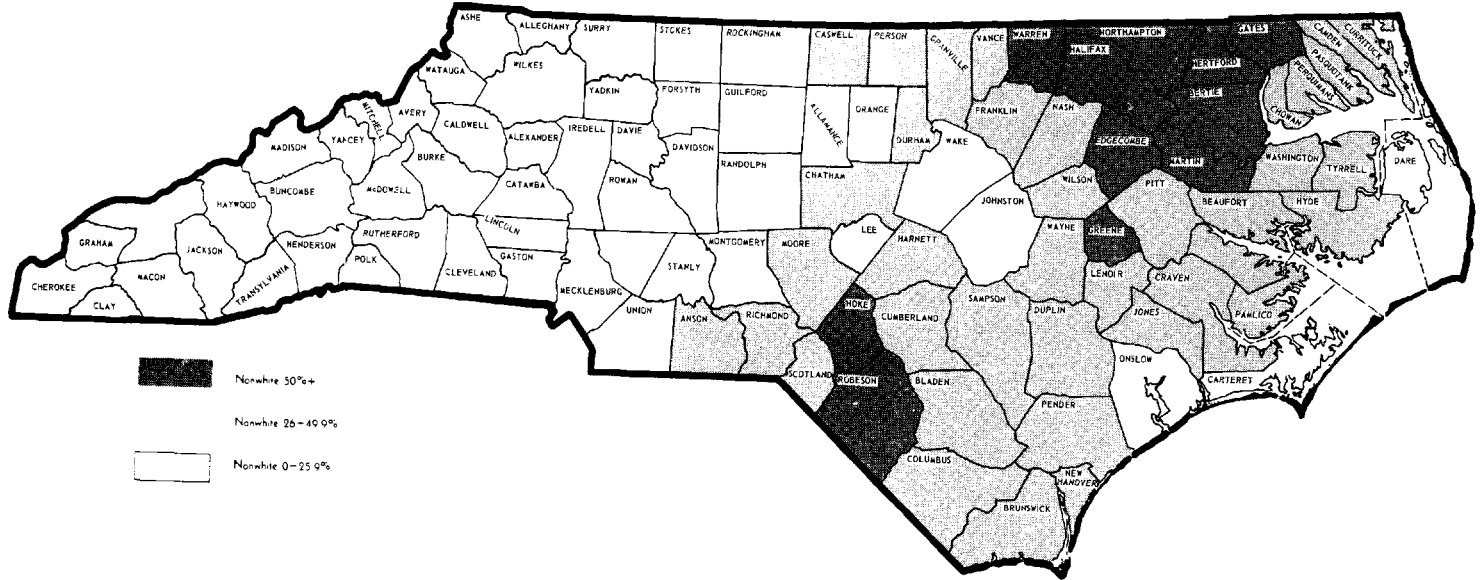 ASHE
ALLEGHANY
SURRY
STOKES
ROCKINGHAM
CASWELL
PERSON
GRANVILLE
VANCE
WARREN
NORTHAMPTON
HALIFAX
GATES
HERTFORD
BERTIE
CURRITUCK
CAMDEN
PASQUOTANK
PERQUIMANS
CHOWAN
WATAUGA
WILKES
YADKIN
FORSYTH
GUILFORD
ALLAMANCE
ORANGE
DURHAM
FRANKLIN
NASH
EDGECOMBE
MARTIN
WASHINGTON
TYRRELL
DARE
MITCHELL
AVERY
YANCEY
MADISON
CALDWELL
ALEXANDER
IREDELL
DAVIE
DAVIDSON
RANDOLPH
CHATHAM
WAKE
WILSON
PITT
BEAUFORT
HYDE
BUNCOMBE
McDOWELL
BURKE
CATAWBA
ROWAN
JOHNSTON
HAYWOOD
RUTHERFORD
LINCOLN
GRAHAM
JACKSON
HENDERSON
POLK
CLEVELAND
GASTON
MONTGOMERY
MOORE
LEE
HARNETT
WAYNE
GREENE
LENOIR
CRAVEN
CHEROKEE
MACON
CLAY
TRANSYLVANIA
MECKLENBURG
STANLY
UNION
ANSON
RICHMOND
HOKE
CUMBERLAND
SAMPSON
DUPLIN
JONES
PAMLICO
SCOTLAND
ROBESON
BLADEN
ONSLOW
CARTERET
PENDER
COLUMBUS
NEW
HANOVER
BRUNSWICK
Nonwhite 50%+
Nonwhite 26-49 9%
Nonwhite 0-25 9%